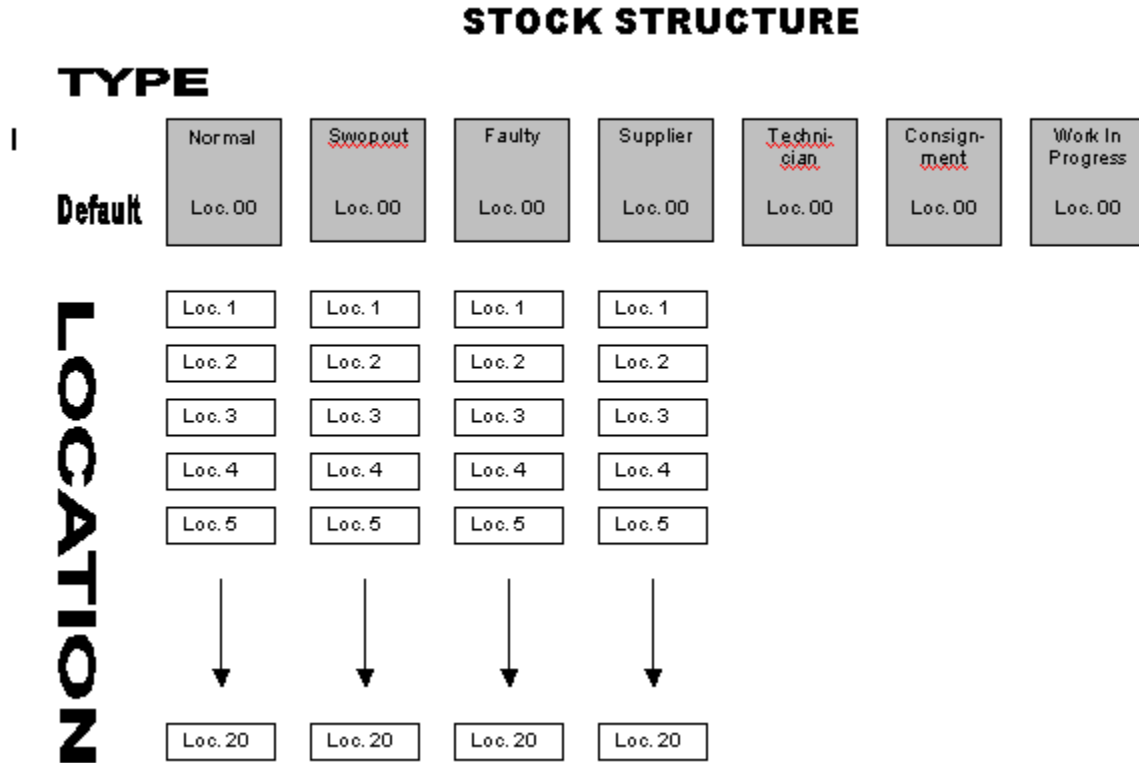 STOCK STRUCTURE
TYPE
I
Normal Swopout Faulty Supplier Techni- Consign- Work In
cian ment Progress
Default Loc. 00 Loc. 00 Loc. 00 Loc. 00 Loc. 00 Loc. 00 Loc. 00
LOCATION
Loc. 1 Loc. 1 Loc. 1 Loc. 1
Loc. 2 Loc. 2 Loc. 2 Loc. 2
Loc. 3 Loc. 3 Loc. 3 Loc. 3
Loc. 4 Loc. 4 Loc. 4 Loc. 4
Loc. 5 Loc. 5 Loc. 5 Loc. 5
Loc. 20 Loc. 20 Loc. 20 Loc. 20